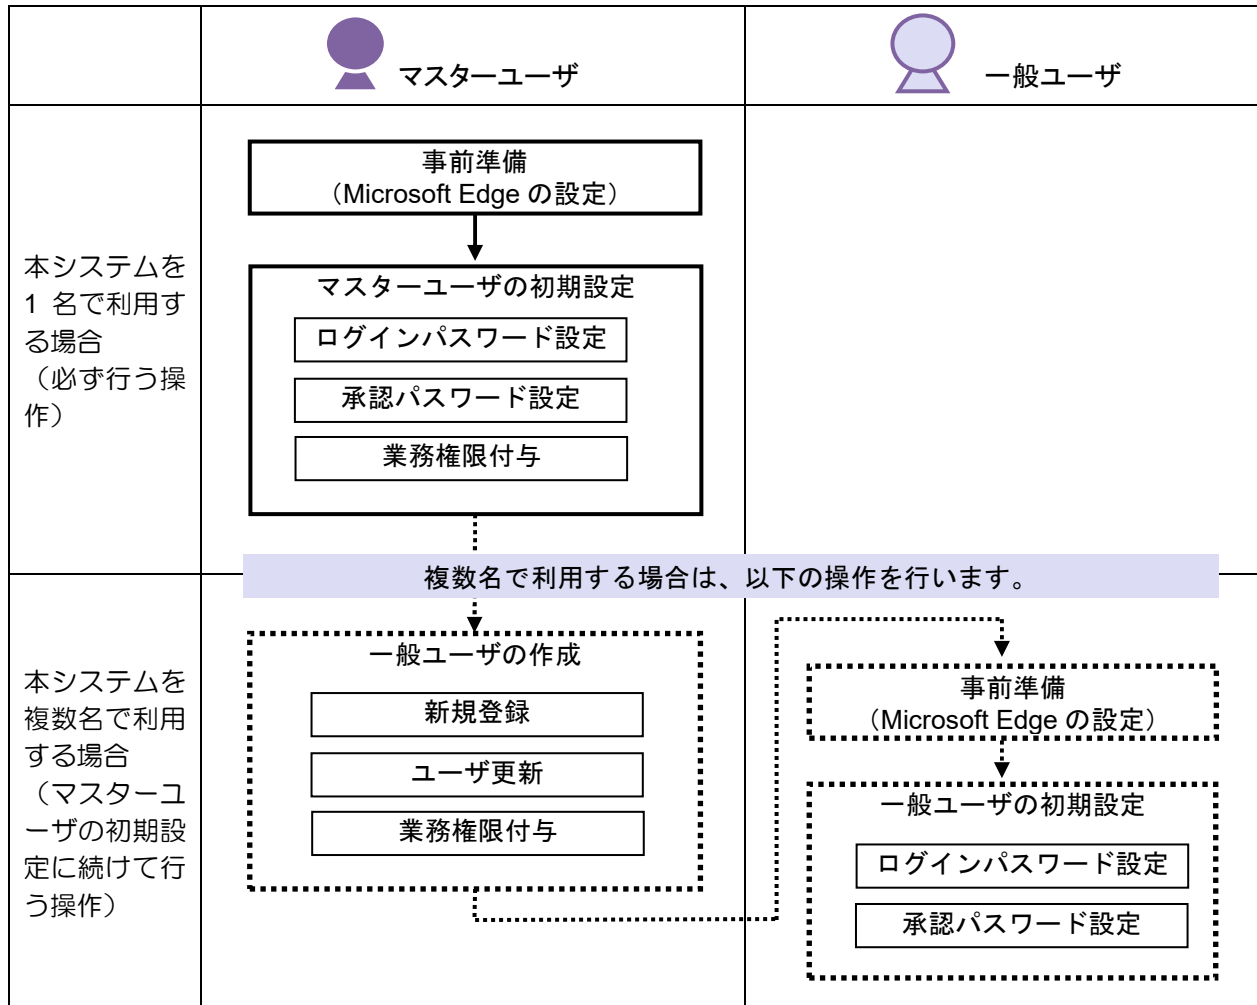 マスターユーザ
一般ユーザ
本システムを
1 名で利用す
る場合
（必ず行う操
作）
事前準備
（Microsoft Edge の設定）
マスターユーザの初期設定
ログインパスワード設定
承認パスワード設定
業務権限付与
複数名で利用する場合は、以下の操作を行います。
本システムを
複数名で利用
する場合
（マスターユ
ーザの初期設
定に続けて行
う操作）
一般ユーザの作成
新規登録
ユーザ更新
業務権限付与
事前準備
（Microsoft Edge の設定）
一般ユーザの初期設定
ログインパスワード設定
承認パスワード設定